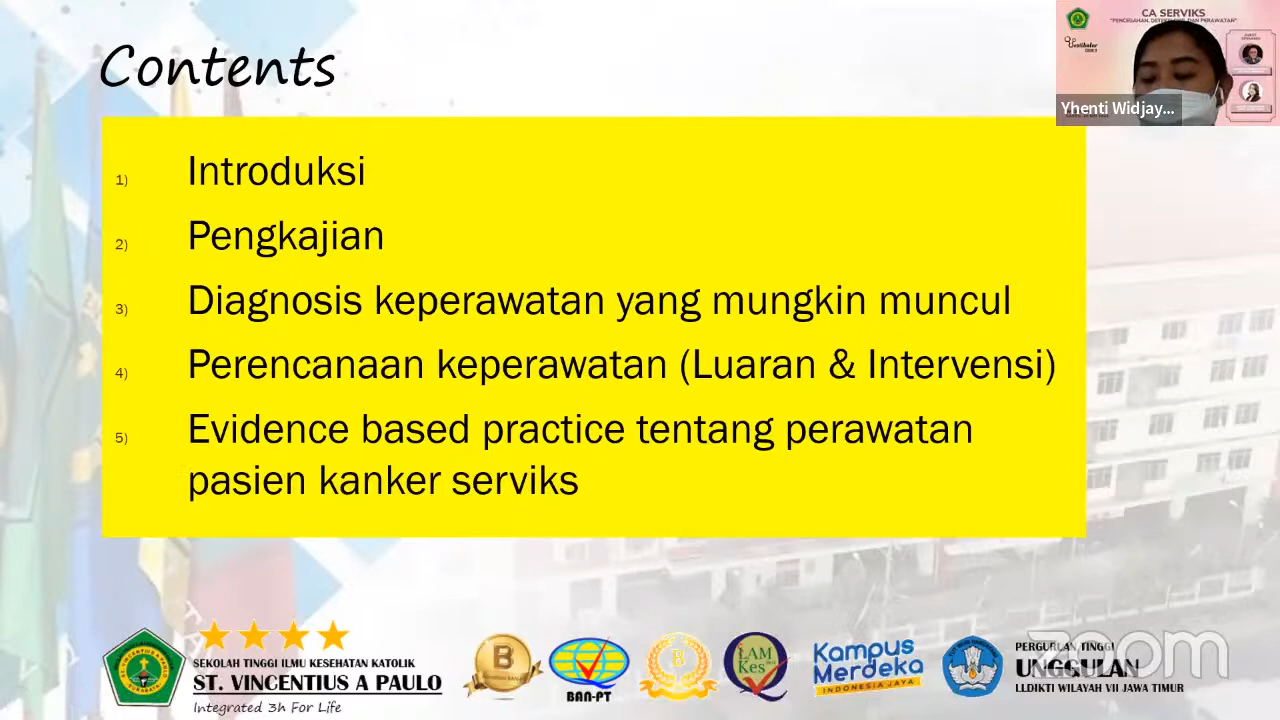 Contents
1) Introduksi
2) Pengkajian
3) Diagnosis keperawatan yang mungkin muncul
4) Perencanaan keperawatan (Luaran & Intervensi)
5) Evidence based practice tentang perawatan
pasien kanker serviks
CA SERVIKS
Yhenti Widjay...
SEKOLAH TINGGI ILMU KESEHATAN KATOLIK
ST. VINCENTIUS A PAULO
Integrated 3h For Life
B
BAN-PT
B
LAM
Kes
Kampus
Merdeka
INDONESIA JAYA
PERGURUAN TINGGI
UNGGULAN
LLDIKTI WILAYAH VII JAWA TIMUR
zoom